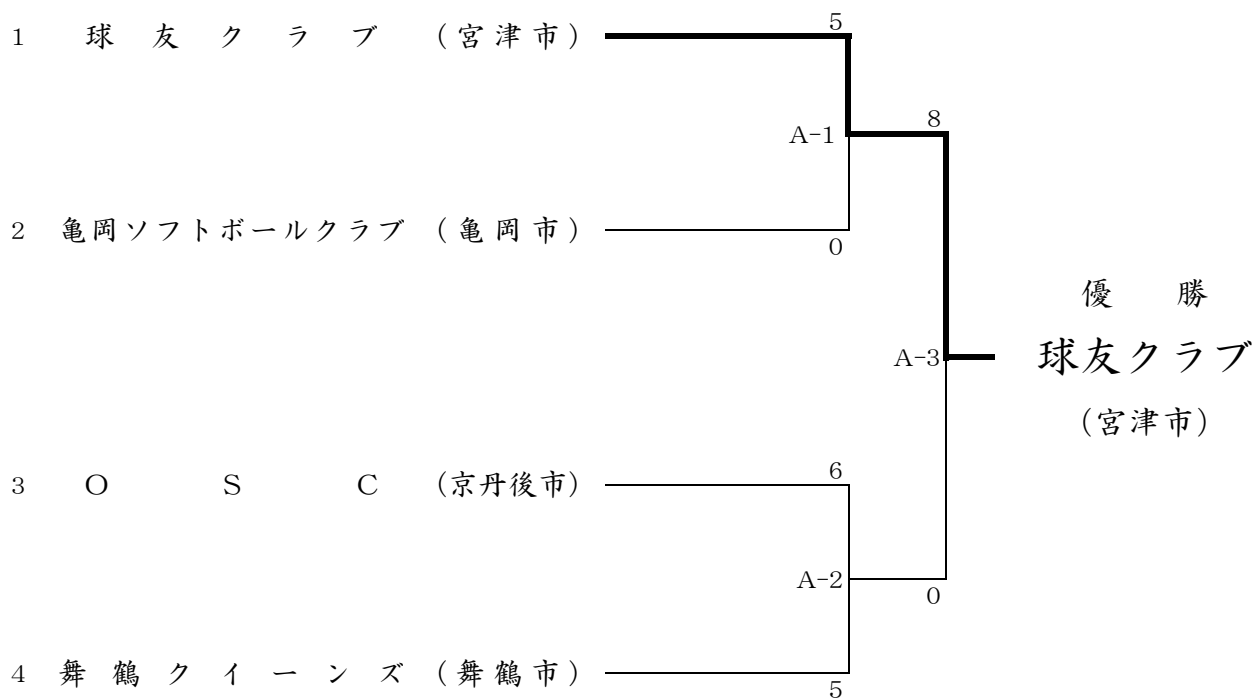 5
1 球友クラブ (宮津市)
8
A-1
2 亀岡ソフトボールクラブ (亀岡市)
0
優勝
A-3
球友クラブ
(宮津市)
6
3 OSC (京丹後市)
A-2
0
4 舞鶴クイーンズ (舞鶴市)
5